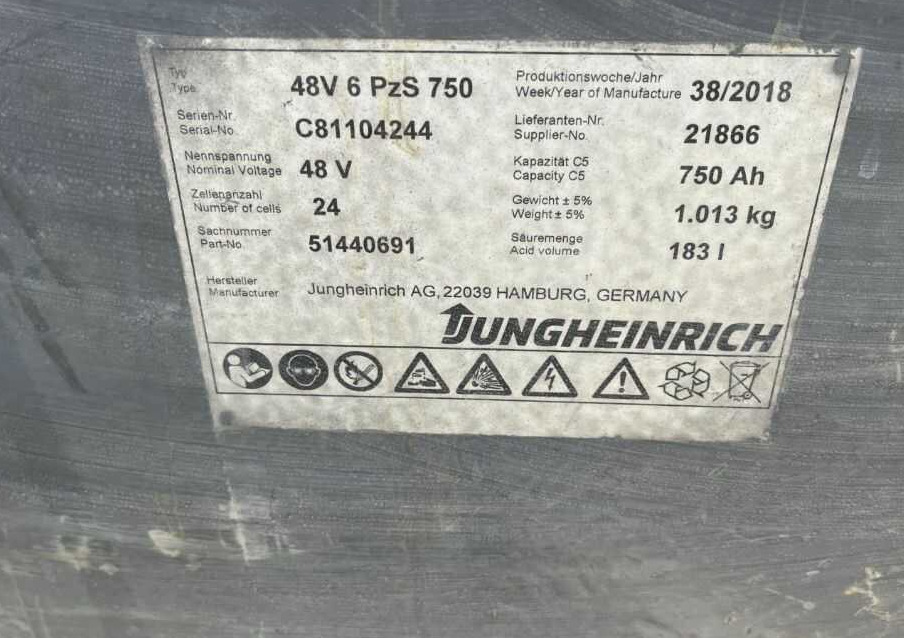 Typ
Type
48V 6 PzS 750
Produktionswoche/Jahr
Week/Year of Manufacture
38/2018
Serien-Nr.
Serial-No.
C81104244
Lieferanten-Nr.
Supplier-No.
21866
Nennspannung
Nominal Voltage
48 V
Kapazität C5
Capacity C5
750 Ah
Zellenanzahl
Number of cells
24
Gewicht ± 5%
Weight ± 5%
1.013 kg
Sachnummer
Part-No.
51440691
Säuremenge
Acid volume
183 l
Hersteller
Manufacturer
Jungheinrich AG, 22039 HAMBURG, GERMANY
JUNGHEINRICH